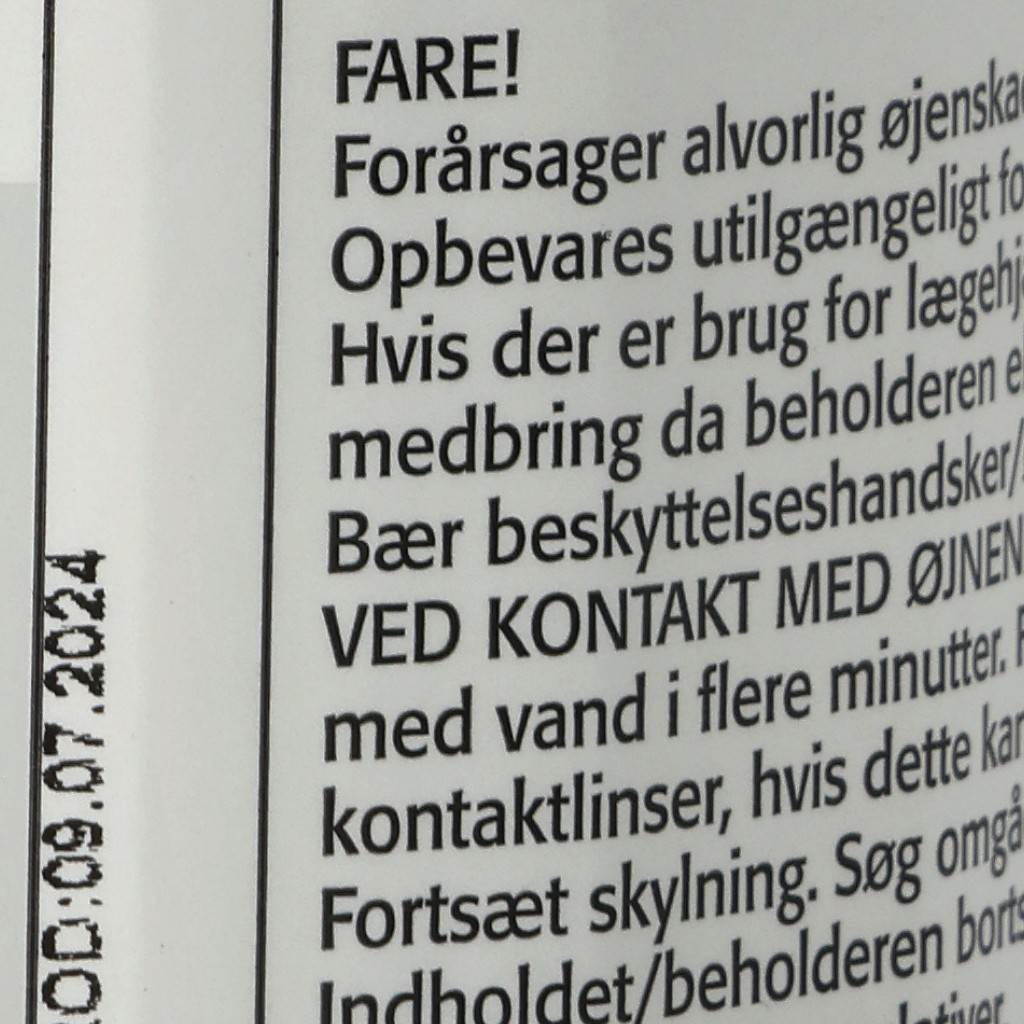 FARE!
Forårsager alvorlig
Opbevares utilgængeligt
Hvis der er brug for
medbring da beholderen
Bær beskyttelseshandsker/
VED KONTAKT MED
med vand i flere minutter.
kontaktlinser, hvis dette
Fortsæt skylning. Søg
Indholdet/beholderen
OD:09.07.2024